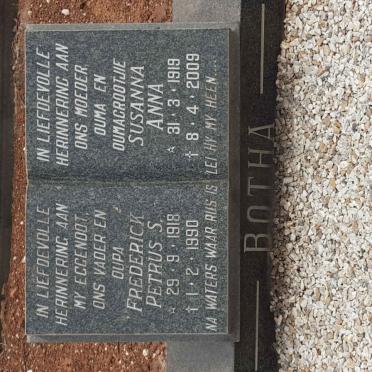 IN LIEFDEVOLLE
HERINNERING AAN
MY EGGENOOT,
ONS VADER EN
OUPA
FREDERICK
PETRUS S.
☆ 29 · 9 · 1918
† 1 · 2 · 1990
IN LIEFDEVOLLE
HERINNERING AAN
ONS MOEDER,
OUMA EN
OUMAGROOTJIE
SUSANNA
ANNA
☆ 31 · 3 · 1919
† 8 · 4 · 2009
NA WATERS WAAR RUS IS LEI HY MY HEEN ...
BOTHA